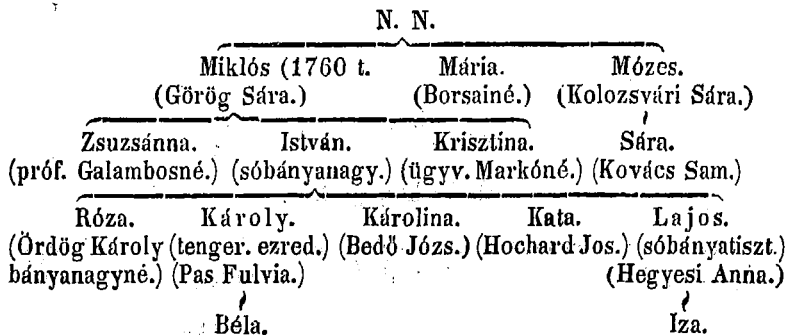 N. N.
Miklós (1760 t. Mária. Mózes.
(Görög Sára.) (Borsainé.) (Kolozsvári Sára.)
Zsuzsánna. István. Krisztina. Sára.
(próf. Galambosné.) (sóbányanagy.) (ügyv. Markóné.) (Kovács Sam.)
Róza. Károly. Károlina. Kata. Lajos.
(Ördög Károly (tenger. ezred.) (Bedő Józs.) (Hochard Jos.) (sóbányatiszt.)
bányanagyné.) (Pas Fulvia.) (Hegyesi Anna.)
Béla. Iza.